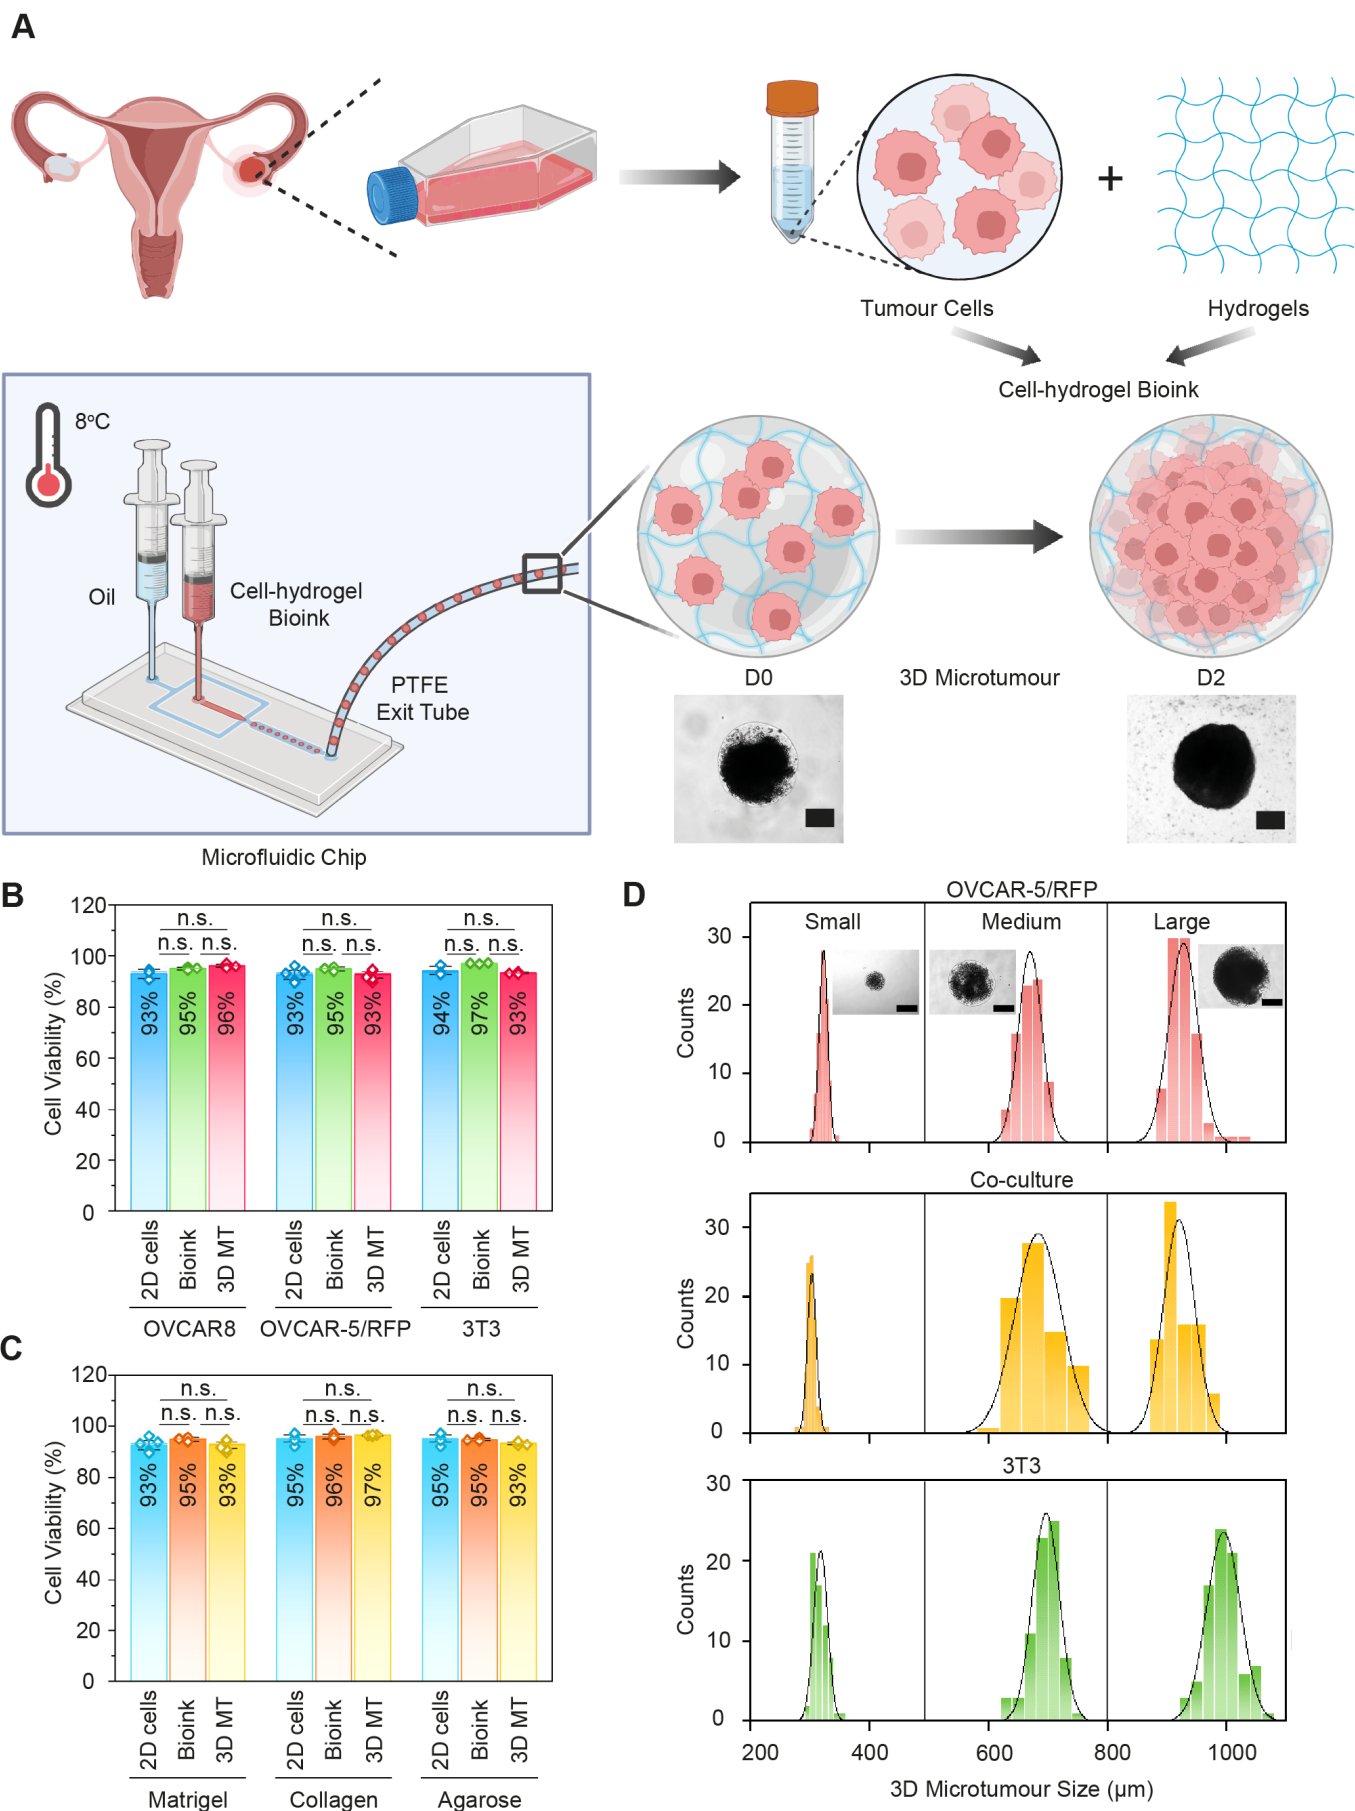 A
Tumour Cells
+
Hydrogels
Cell-hydrogel Bioink
8°C
Oil
Cell-hydrogel
Bioink
PTFE
Exit Tube
Microfluidic Chip
D0
3D Microtumour
D2
B
Cell Viability (%)
120
100
80
60
40
20
0
n.s.
n.s.
n.s.
n.s.
n.s.
n.s.
n.s.
n.s.
n.s.
93%
95%
96%
93%
95%
93%
94%
97%
93%
2D cells
Bioink
3D MT
2D cells
Bioink
3D MT
2D cells
Bioink
3D MT
OVCAR8
OVCAR-5/RFP
3T3
C
Cell Viability (%)
120
100
80
60
40
20
0
n.s.
n.s.
n.s.
n.s.
n.s.
n.s.
n.s.
n.s.
n.s.
93%
95%
93%
95%
96%
97%
95%
95%
93%
2D cells
Bioink
3D MT
2D cells
Bioink
3D MT
2D cells
Bioink
3D MT
Matrigel
Collagen
Agarose
D
OVCAR-5/RFP
Small
Medium
Large
Counts
30
20
10
0
Co-culture
Counts
30
20
10
0
3T3
Counts
30
20
10
0
200
400
600
800
1000
3D Microtumour Size (µm)